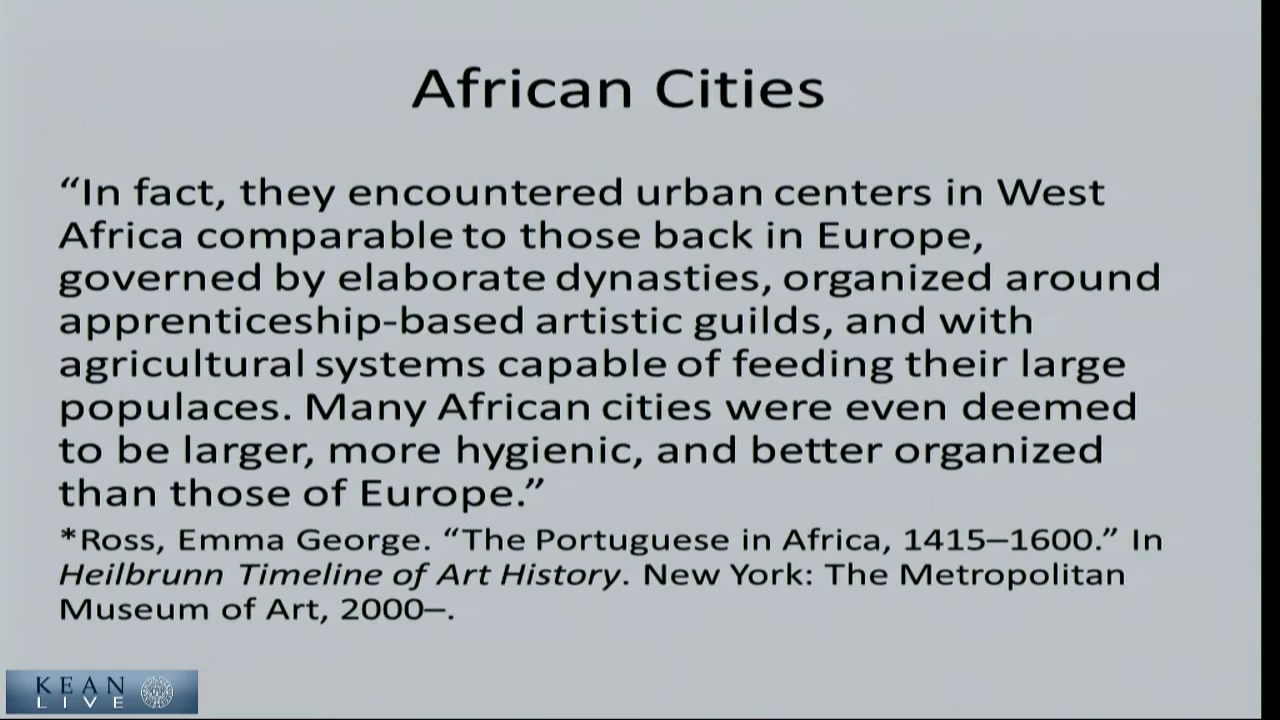 African Cities
“In fact, they encountered urban centers in West
Africa comparable to those back in Europe,
governed by elaborate dynasties, organized around
apprenticeship-based artistic guilds, and with
agricultural systems capable of feeding their large
populaces. Many African cities were even deemed
to be larger, more hygienic, and better organized
than those of Europe.”
*Ross, Emma George. “The Portuguese in Africa, 1415–1600.” In
Heilbrunn Timeline of Art History. New York: The Metropolitan
Museum of Art, 2000–.
KEAN
LIVE